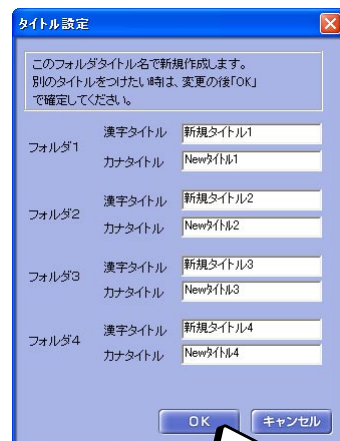 タイトル設定
このフォルダタイトル名で新規作成します。
別のタイトルをつけたい時は、変更の後「OK」
で確定してください。
フォルダ1
漢字タイトル 新規タイトル1
カナタイトル Newﾀｲﾄﾙ1
フォルダ2
漢字タイトル 新規タイトル2
カナタイトル Newﾀｲﾄﾙ2
フォルダ3
漢字タイトル 新規タイトル3
カナタイトル Newﾀｲﾄﾙ3
フォルダ4
漢字タイトル 新規タイトル4
カナタイトル Newﾀｲﾄﾙ4
OK キャンセル